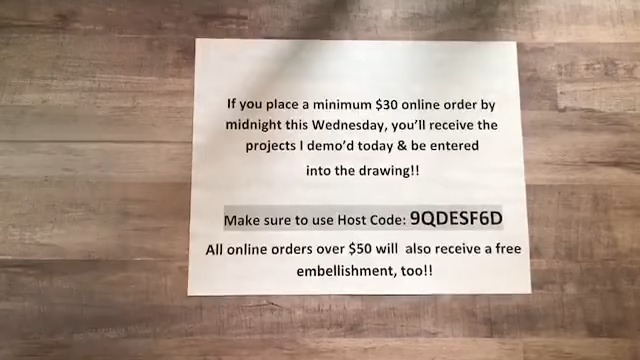 If you place a minimum $30 online order by
midnight this Wednesday, you'll receive the
projects I demo'd today & be entered
into the drawing!!
Make sure to use Host Code: 9QDESF6D
All online orders over $50 will also receive a free
embellishment, too!!